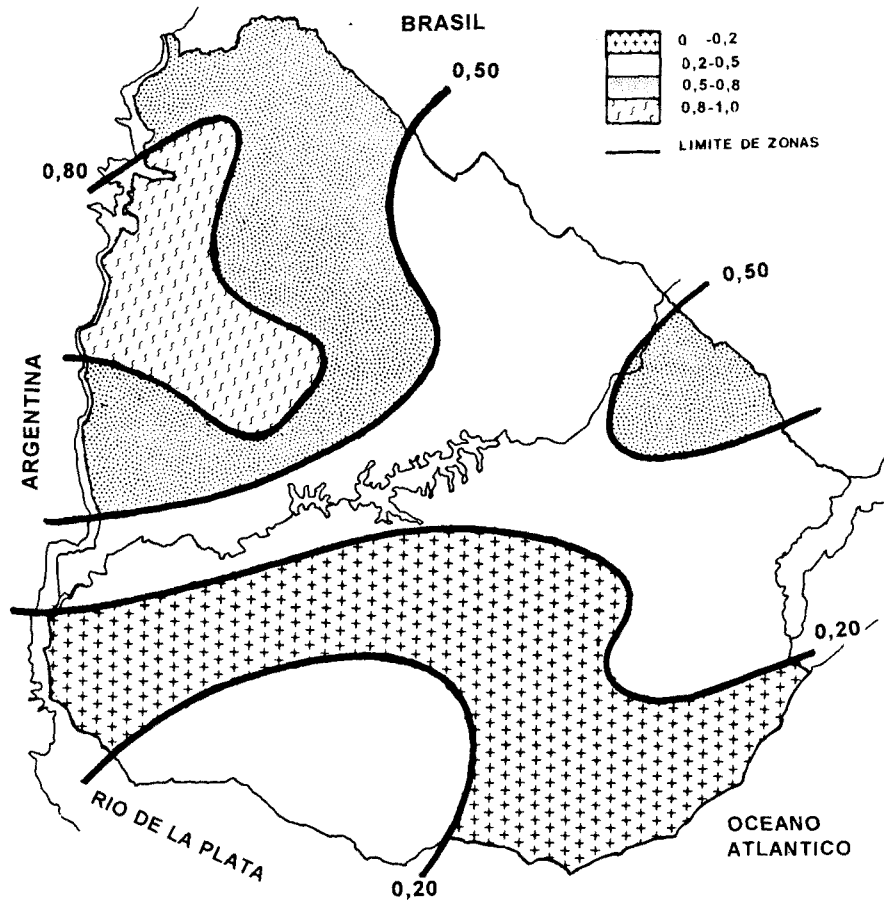 BRASIL
0 -0,2
0,2-0,5
0,5-0,8
0,8-1,0
LIMITE DE ZONAS
0,50
0,80
0,50
ARGENTINA
0,20
RIO DE LA PLATA
OCEANO
ATLANTICO
0,20